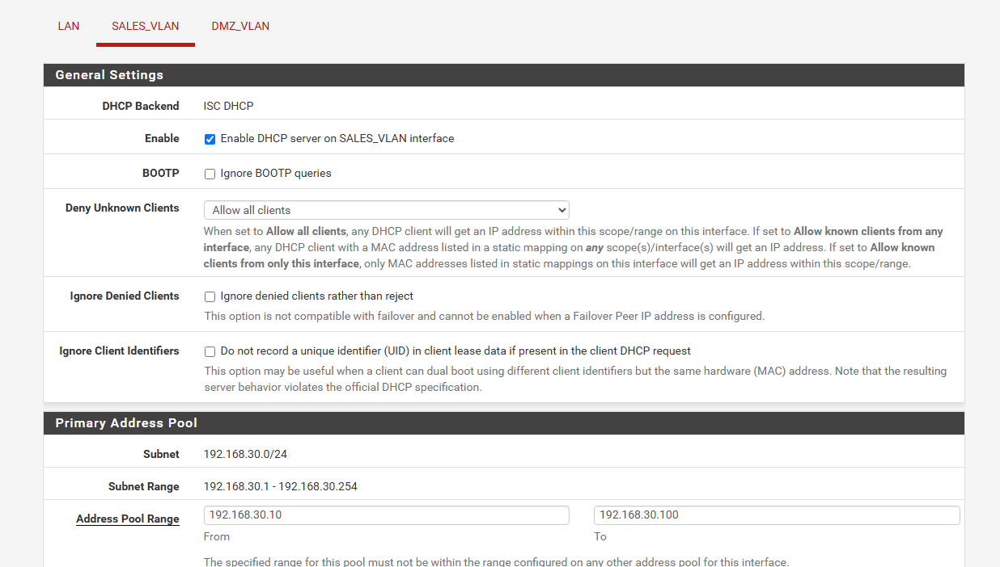 LAN SALES_VLAN DMZ_VLAN
General Settings
DHCP Backend ISC DHCP
Enable Enable DHCP server on SALES_VLAN interface
BOOTP Ignore BOOTP queries
Deny Unknown Clients Allow all clients
When set to Allow all clients, any DHCP client will get an IP address within this scope/range on this interface. If set to Allow known clients from any
interface, any DHCP client with a MAC address listed in a static mapping on any scope(s)/interface(s) will get an IP address. If set to Allow known
clients from only this interface, only MAC addresses listed in static mappings on this interface will get an IP address within this scope/range.
Ignore Denied Clients Ignore denied clients rather than reject
This option is not compatible with failover and cannot be enabled when a Failover Peer IP address is configured.
Ignore Client Identifiers Do not record a unique identifier (UID) in client lease data if present in the client DHCP request
This option may be useful when a client can dual boot using different client identifiers but the same hardware (MAC) address. Note that the resulting
server behavior violates the official DHCP specification.
Primary Address Pool
Subnet 192.168.30.0/24
Subnet Range 192.168.30.1 - 192.168.30.254
Address Pool Range 192.168.30.10 192.168.30.100
From To
The specified range for this pool must not be within the range configured on any other address pool for this interface.